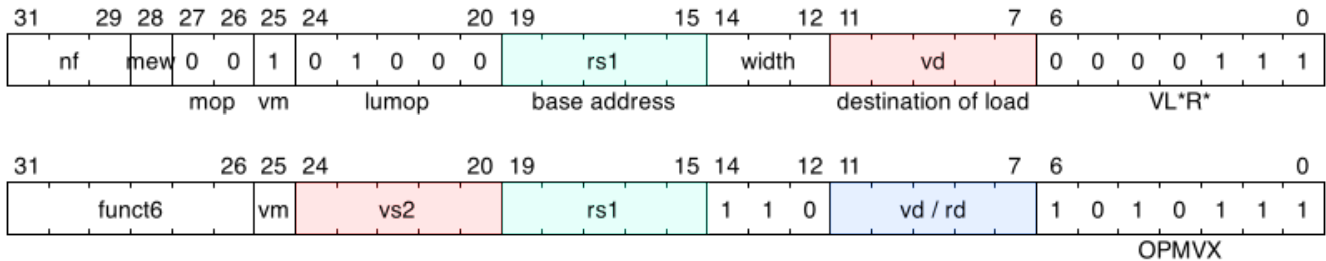 31 29 28 27 26 25 24 20 19 15 14 12 11 7 6 0
nf mew 0 0 1 0 1 0 0 0 rs1 width vd 0 0 0 0 1 1 1
mop vm lumop base address destination of load VL*R*
31 26 25 24 20 19 15 14 12 11 7 6 0
funct6 vm vs2 rs1 1 1 0 vd / rd 1 0 1 0 1 1 1
OPMVX